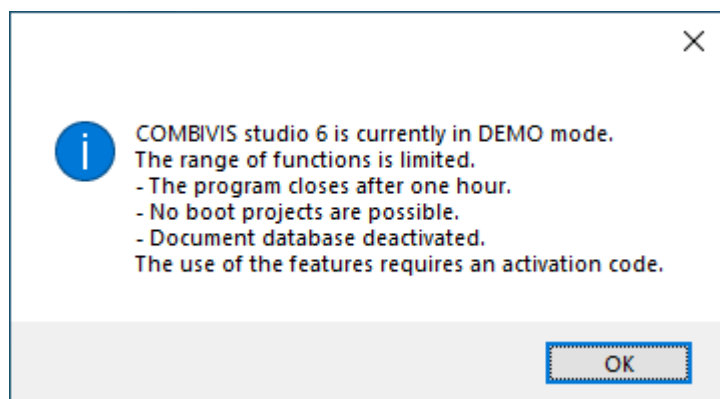 COMBIVIS studio 6 is currently in DEMO mode.
The range of functions is limited.
- The program closes after one hour.
- No boot projects are possible.
- Document database deactivated.
The use of the features requires an activation code.
OK